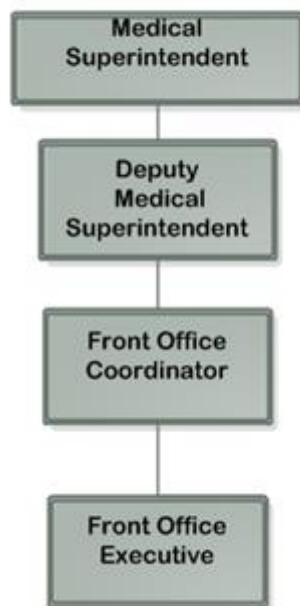 Medical
Superintendent
Deputy
Medical
Superintendent
Front Office
Coordinator
Front Office
Executive